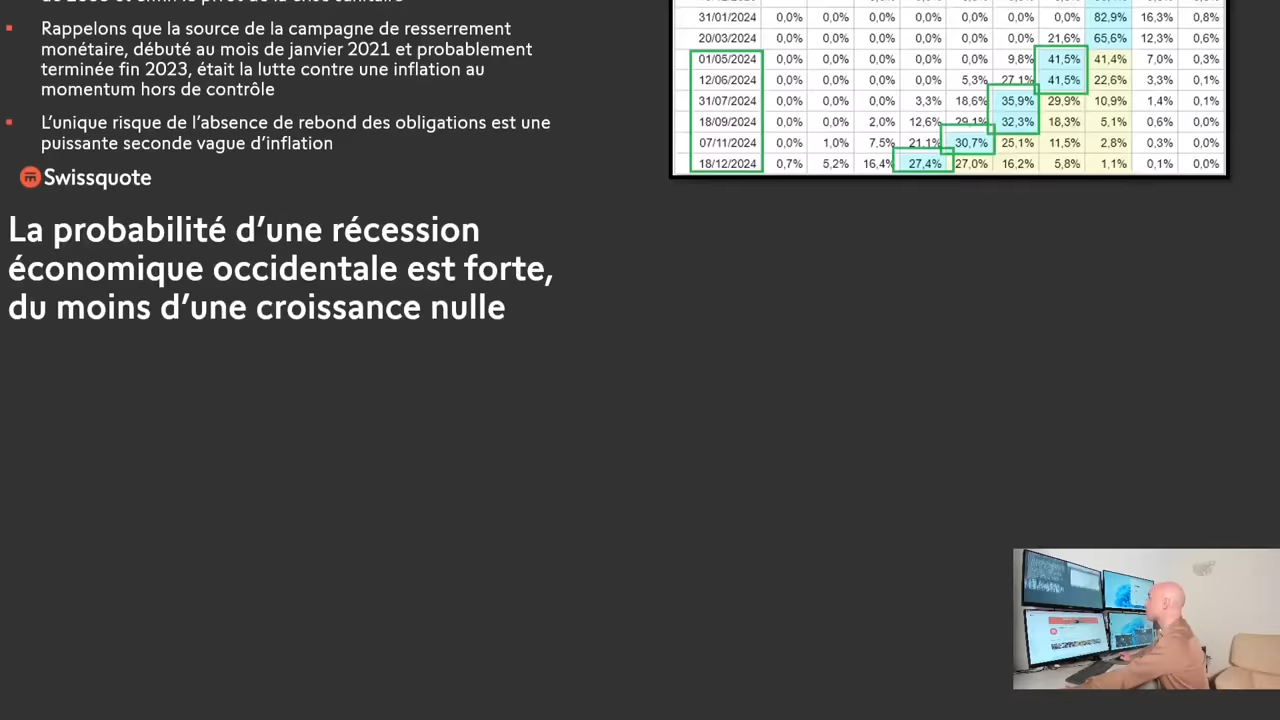 de 2008 et enfin le pivot de la crise sanitaire
Rappelons que la source de la campagne de resserrement
monétaire, débuté au mois de janvier 2021 et probablement
terminée fin 2023, était la lutte contre une inflation au
momentum hors de contrôle
L’unique risque de l’absence de rebond des obligations est une
puissante seconde vague d’inflation
Swissquote
La probabilité d’une récession
économique occidentale est forte,
du moins d’une croissance nulle
31/01/2024 0,0% 0,0% 0,0% 0,0% 0,0% 0,0% 0,0% 82,9% 16,3% 0,8%
20/03/2024 0,0% 0,0% 0,0% 0,0% 0,0% 0,0% 21,6% 65,6% 12,3% 0,6%
01/05/2024 0,0% 0,0% 0,0% 0,0% 0,0% 9,8% 41,5% 41,4% 7,0% 0,3%
12/06/2024 0,0% 0,0% 0,0% 0,0% 5,3% 27,1% 41,5% 22,6% 3,3% 0,1%
31/07/2024 0,0% 0,0% 0,0% 3,3% 18,6% 35,9% 29,9% 10,9% 1,4% 0,1%
18/09/2024 0,0% 0,0% 2,0% 12,6% 29,1% 32,3% 18,3% 5,1% 0,6% 0,0%
07/11/2024 0,0% 1,0% 7,5% 21,1% 30,7% 25,1% 11,5% 2,8% 0,3% 0,0%
18/12/2024 0,7% 5,2% 16,4% 27,4% 27,0% 16,2% 5,8% 1,1% 0,1% 0,0%